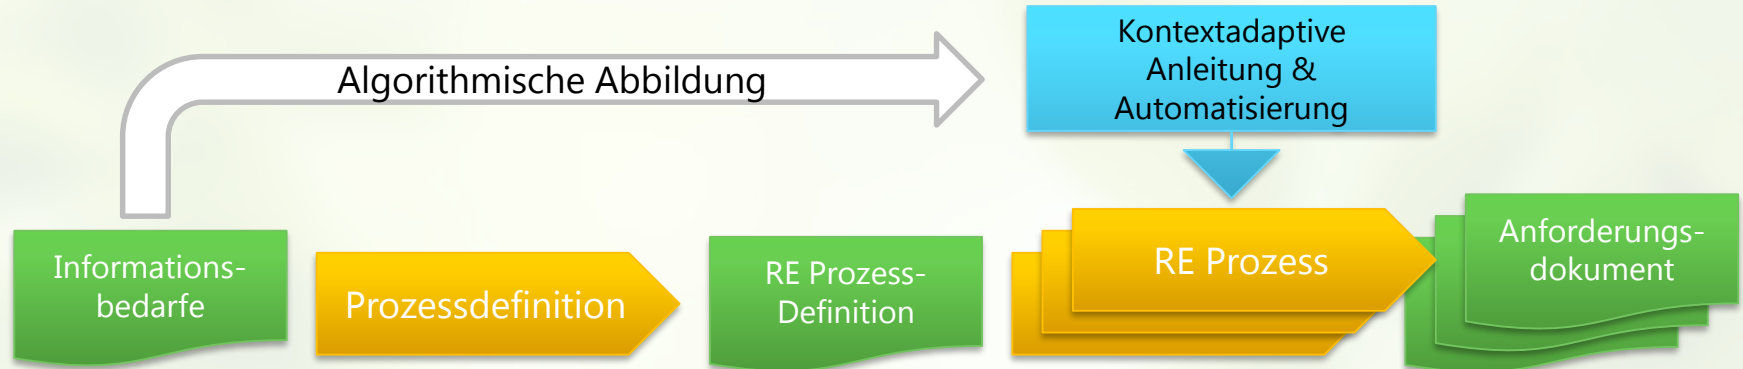 Algorithmische Abbildung
Kontextadaptive
Anleitung &
Automatisierung
Informations-
bedarfe
Prozessdefinition
RE Prozess-
Definition
RE Prozess
Anforderungs-
dokument